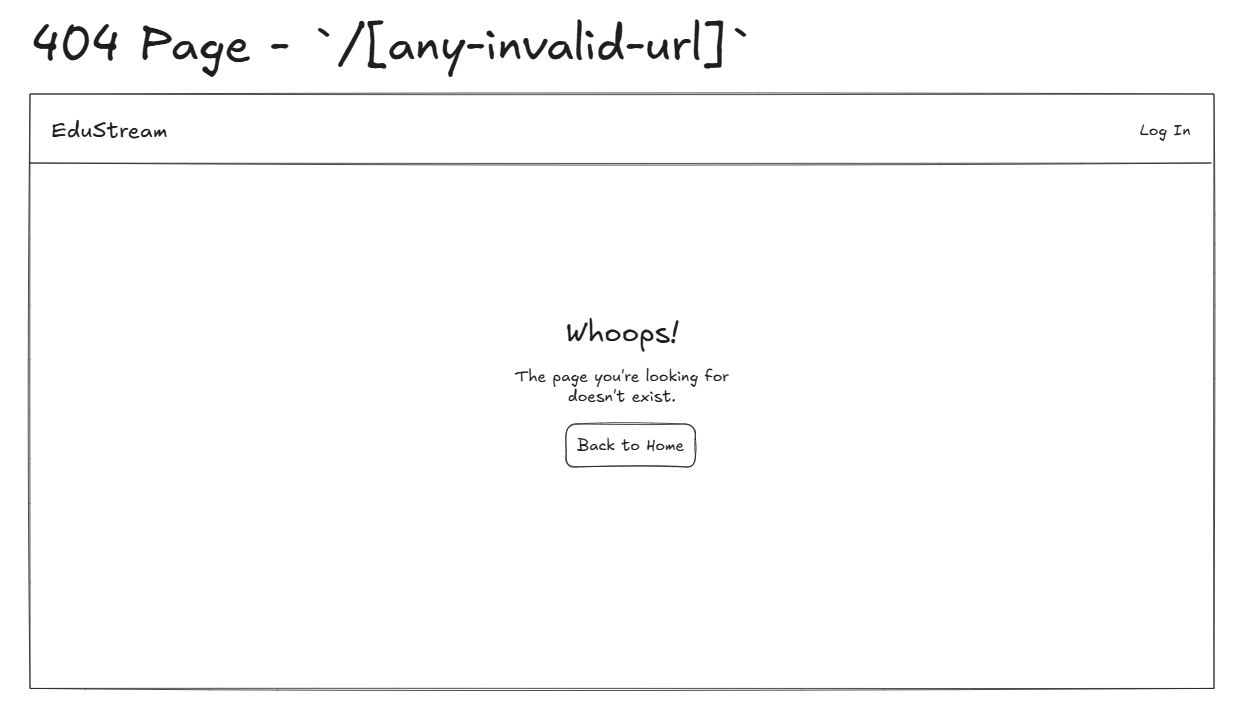 404 Page - `/[any-invalid-url]`
EduStream
Log In
Whoops!
The page you're looking for
doesn't exist.
Back to Home